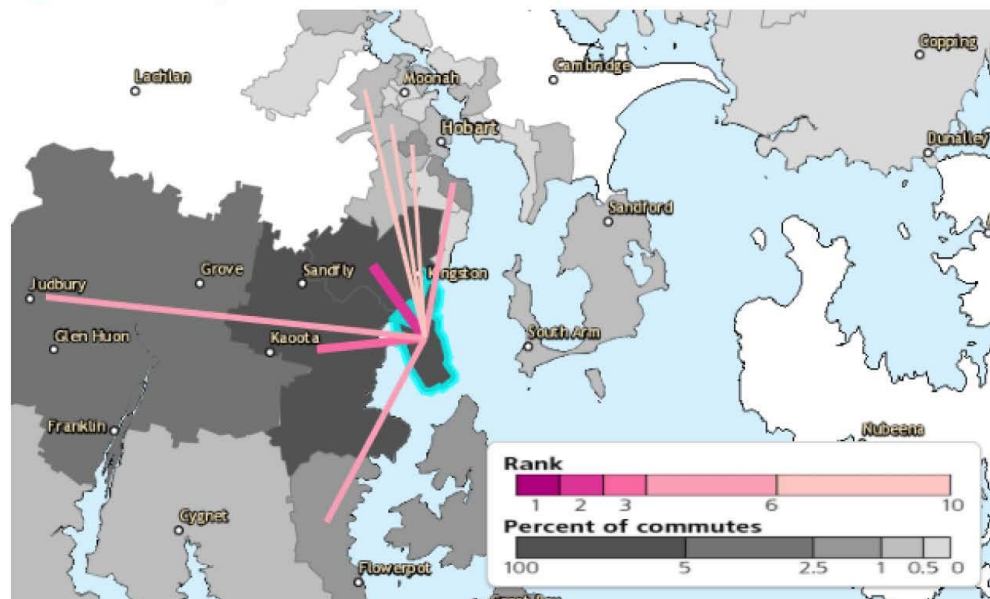 Copping
Lachlan
Cambridge
Moonah
Hobart
Dunalley
Sandford
Grove
Sandfly
Kingston
Judbury
Glen Huon
Kaoota
South Arm
Franklin
Nubeena
Rank
1 2 3 6 10
Percent of commutes
100 5 2.5 1 0.5 0
Cygnet
Flowerpot